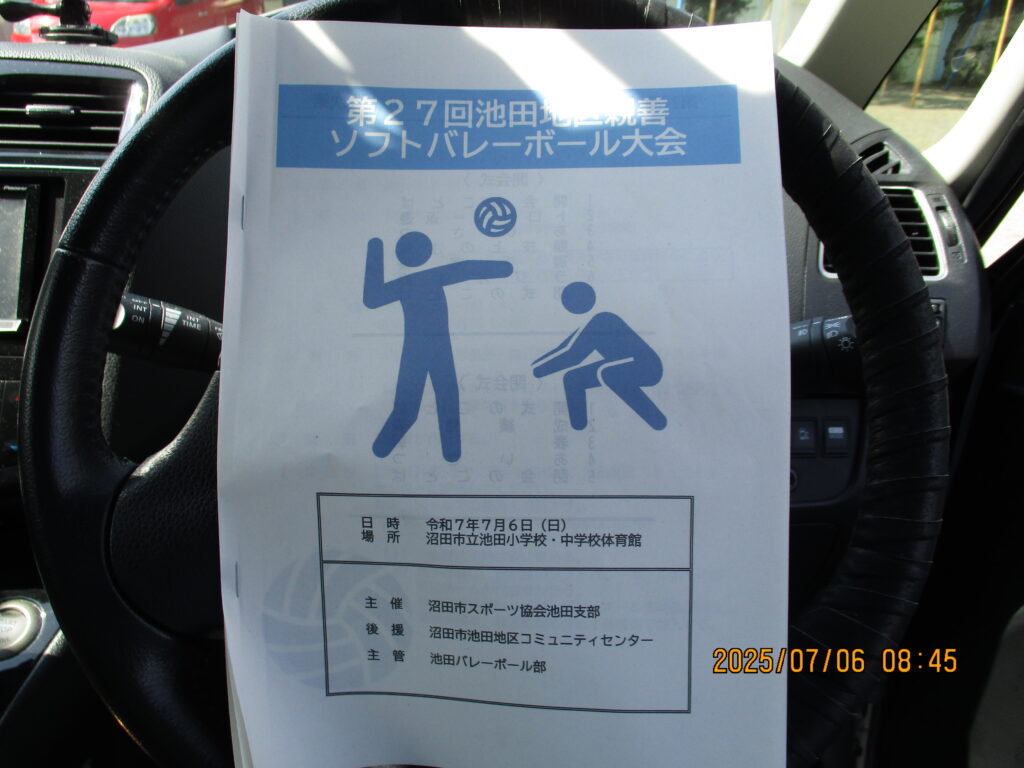 第27回池田地区親善
ソフトバレーボール大会
日　時　令和7年7月6日（日）
場　所　沼田市立池田小学校・中学校体育館
主　催　沼田市スポーツ協会池田支部
後　援　沼田市池田地区コミュニティセンター
主　管　池田バレーボール部
Pioneer
INT
ON
INT
TIME
2025/07/06 08:45